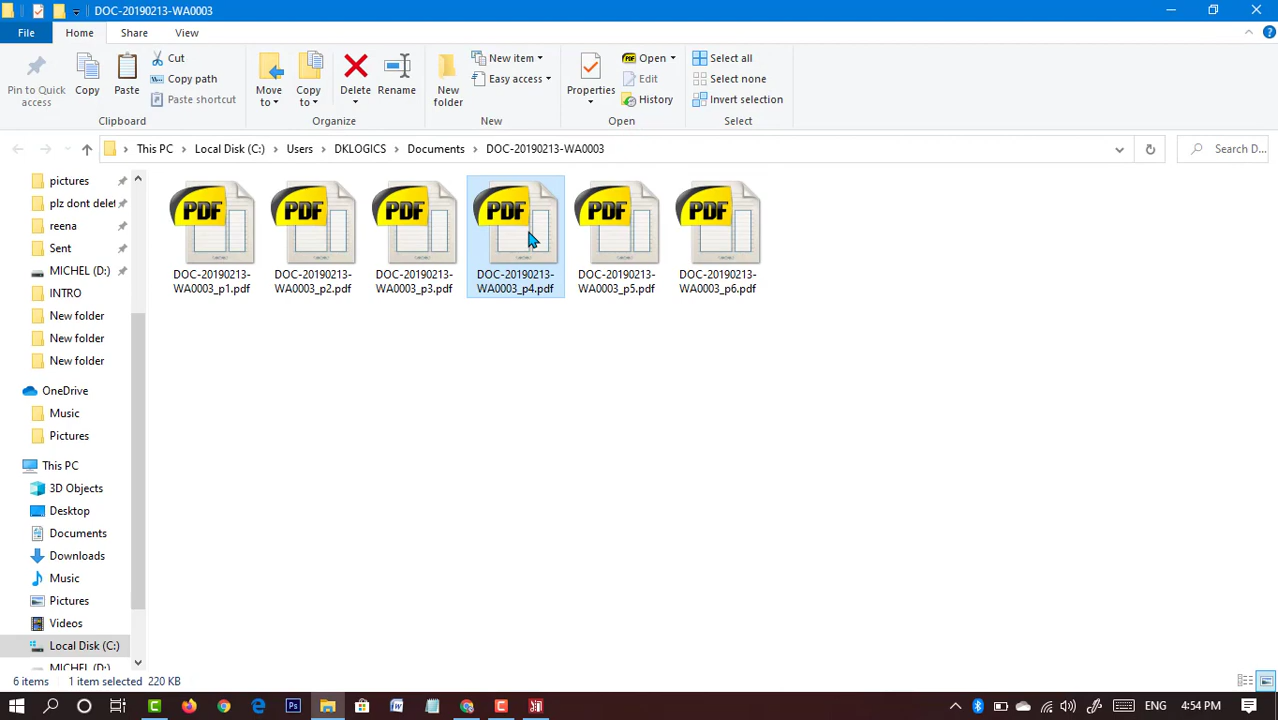 DOC-20190213-WA0003
File Home Share View
Pin to Quick access
Copy
Paste
Cut
Copy path
Paste shortcut
Clipboard
Move to
Copy to
Delete
Rename
Organize
New folder
New item
Easy access
New
Properties
Open
Edit
History
Open
Select all
Select none
Invert selection
Select
This PC > Local Disk (C:) > Users > DKLOGICS > Documents > DOC-20190213-WA0003
Search D...
pictures
plz dont delet
reena
Sent
MICHEL (D:)
INTRO
New folder
New folder
New folder
OneDrive
Music
Pictures
This PC
3D Objects
Desktop
Documents
Downloads
Music
Pictures
Videos
Local Disk (C:)
MICHEL (D:)
PDF PDF PDF PDF PDF PDF
DOC-20190213-WA0003_p1.pdf
DOC-20190213-WA0003_p2.pdf
DOC-20190213-WA0003_p3.pdf
DOC-20190213-WA0003_p4.pdf
DOC-20190213-WA0003_p5.pdf
DOC-20190213-WA0003_p6.pdf
6 items 1 item selected 220 KB
ENG 4:54 PM